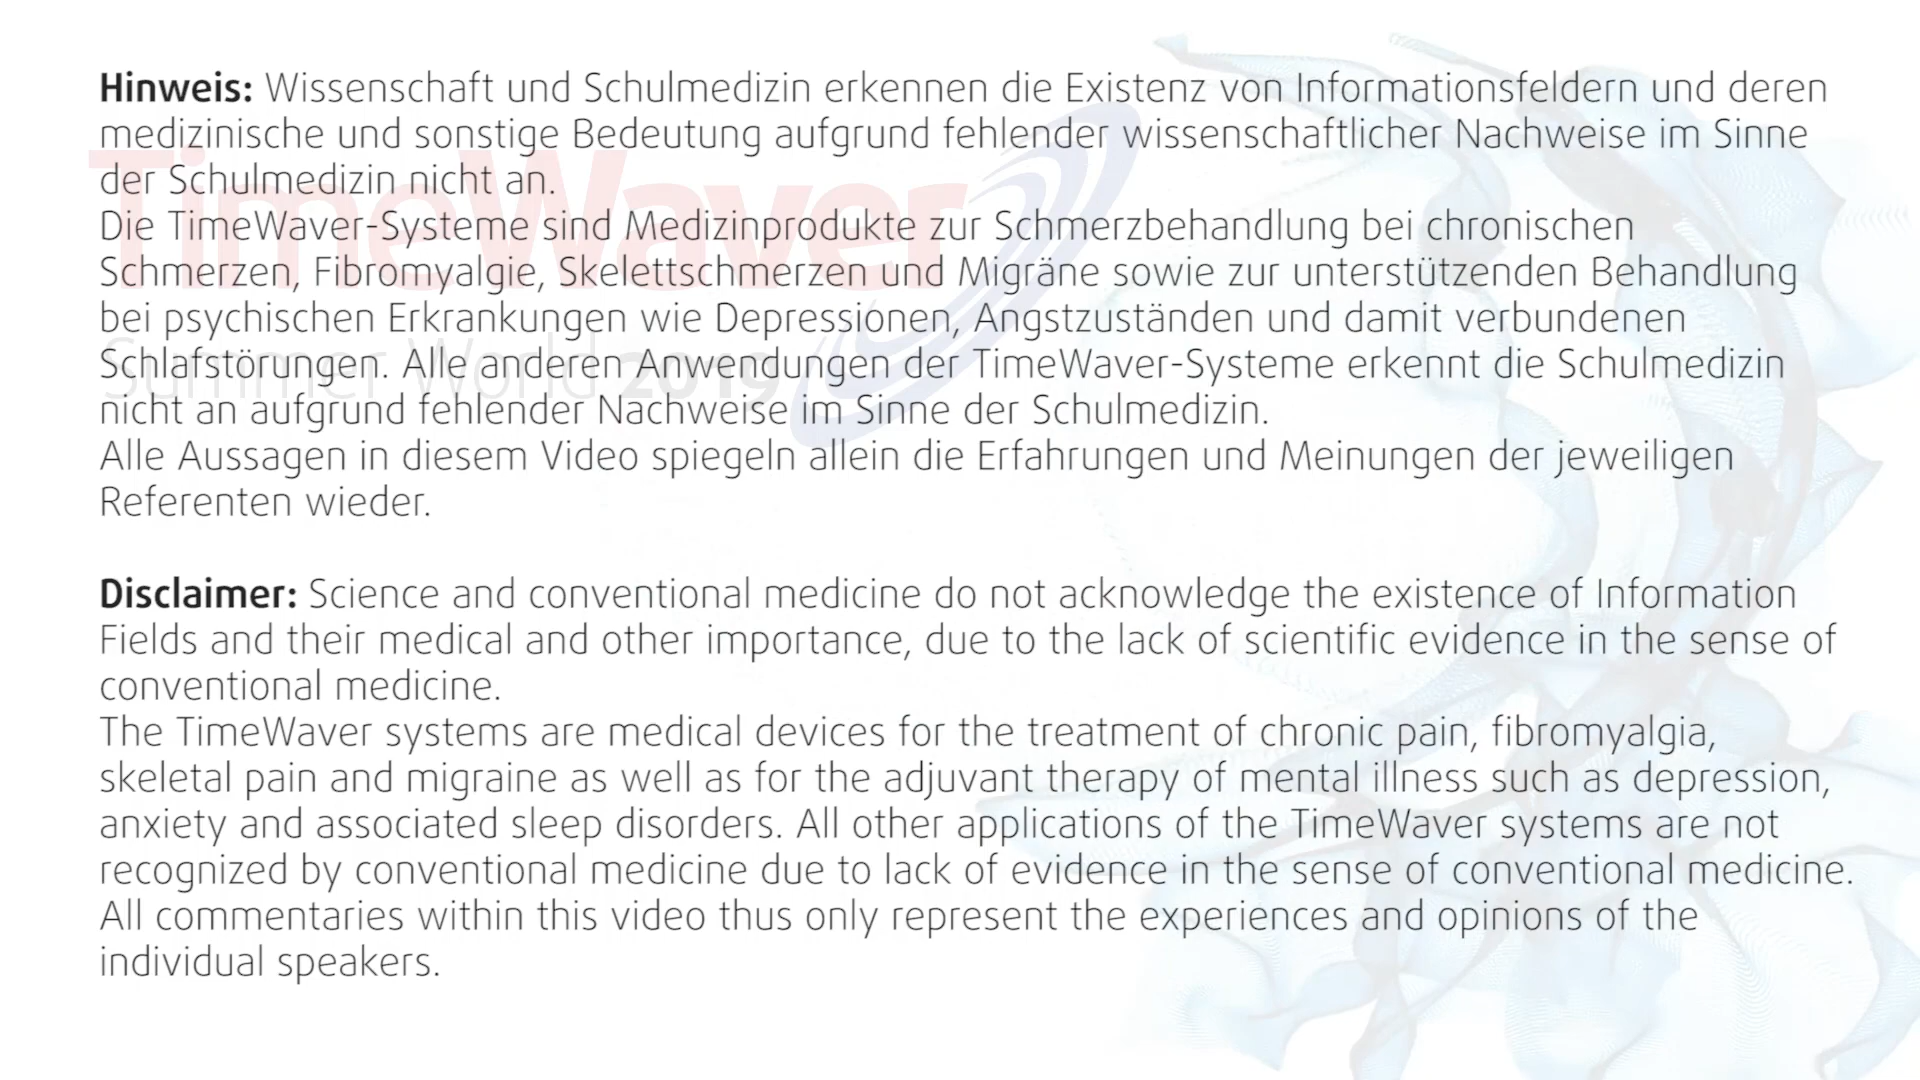 Hinweis: Wissenschaft und Schulmedizin erkennen die Existenz von Informationsfeldern und deren
medizinische und sonstige Bedeutung aufgrund fehlender wissenschaftlicher Nachweise im Sinne
der Schulmedizin nicht an.
Die TimeWaver-Systeme sind Medizinprodukte zur Schmerzbehandlung bei chronischen
Schmerzen, Fibromyalgie, Skelettschmerzen und Migräne sowie zur unterstützenden Behandlung
bei psychischen Erkrankungen wie Depressionen, Angstzuständen und damit verbundenen
Schlafstörungen. Alle anderen Anwendungen der TimeWaver-Systeme erkennt die Schulmedizin
nicht an aufgrund fehlender Nachweise im Sinne der Schulmedizin.
Alle Aussagen in diesem Video spiegeln allein die Erfahrungen und Meinungen der jeweiligen
Referenten wieder.
TimeWaver
Summer World 2019
Disclaimer: Science and conventional medicine do not acknowledge the existence of Information
Fields and their medical and other importance, due to the lack of scientific evidence in the sense of
conventional medicine.
The TimeWaver systems are medical devices for the treatment of chronic pain, fibromyalgia,
skeletal pain and migraine as well as for the adjuvant therapy of mental illness such as depression,
anxiety and associated sleep disorders. All other applications of the TimeWaver systems are not
recognized by conventional medicine due to lack of evidence in the sense of conventional medicine.
All commentaries within this video thus only represent the experiences and opinions of the
individual speakers.